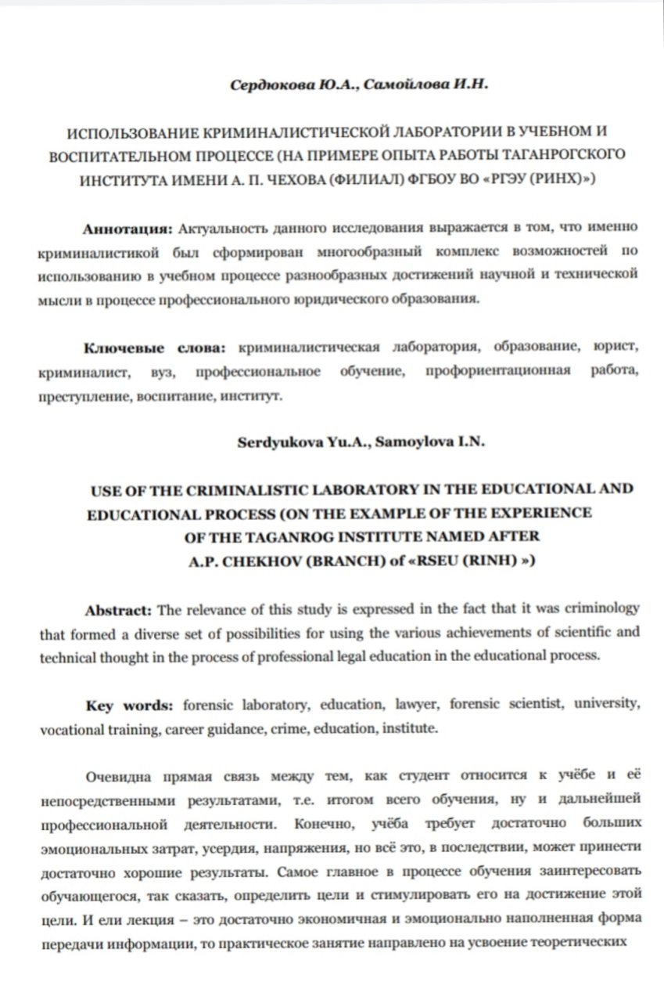 Сердюкова Ю.А., Самойлова И.Н.
ИСПОЛЬЗОВАНИЕ КРИМИНАЛИСТИЧЕСКОЙ ЛАБОРАТОРИИ В УЧЕБНОМ И
ВОСПИТАТЕЛЬНОМ ПРОЦЕССЕ (НА ПРИМЕРЕ ОПЫТА РАБОТЫ ТАГАНРОГСКОГО
ИНСТИТУТА ИМЕНИ А. П. ЧЕХОВА (ФИЛИАЛ) ФГБОУ ВО «РГЭУ (РИНХ)»)
Аннотация: Актуальность данного исследования выражается в том, что именно
криминалистикой был сформирован многообразный комплекс возможностей по
использованию в учебном процессе разнообразных достижений научной и технической
мысли в процессе профессионального юридического образования.
Ключевые слова: криминалистическая лаборатория, образование, юрист,
криминалист, вуз, профессиональное обучение, профориентационная работа,
преступление, воспитание, институт.
Serdyukova Yu.A., Samoylova I.N.
USE OF THE CRIMINALISTIC LABORATORY IN THE EDUCATIONAL AND
EDUCATIONAL PROCESS (ON THE EXAMPLE OF THE EXPERIENCE
OF THE TAGANROG INSTITUTE NAMED AFTER
A.P. CHEKHOV (BRANCH) of «RSEU (RINH) »)
Abstract: The relevance of this study is expressed in the fact that it was criminology
that formed a diverse set of possibilities for using the various achievements of scientific and
technical thought in the process of professional legal education in the educational process.
Key words: forensic laboratory, education, lawyer, forensic scientist, university,
vocational training, career guidance, crime, education, institute.
Очевидна прямая связь между тем, как студент относится к учёбе и её
непосредственными результатами, т.е. итогом всего обучения, ну и дальнейшей
профессиональной деятельности. Конечно, учёба требует достаточно больших
эмоциональных затрат, усердия, напряжения, но всё это, в последствии, может принести
достаточно хорошие результаты. Самое главное в процессе обучения заинтересовать
обучающегося, так сказать, определить цели и стимулировать его на достижение этой
цели. И ели лекция – это достаточно экономичная и эмоционально наполненная форма
передачи информации, то практическое занятие направлено на усвоение теоретических